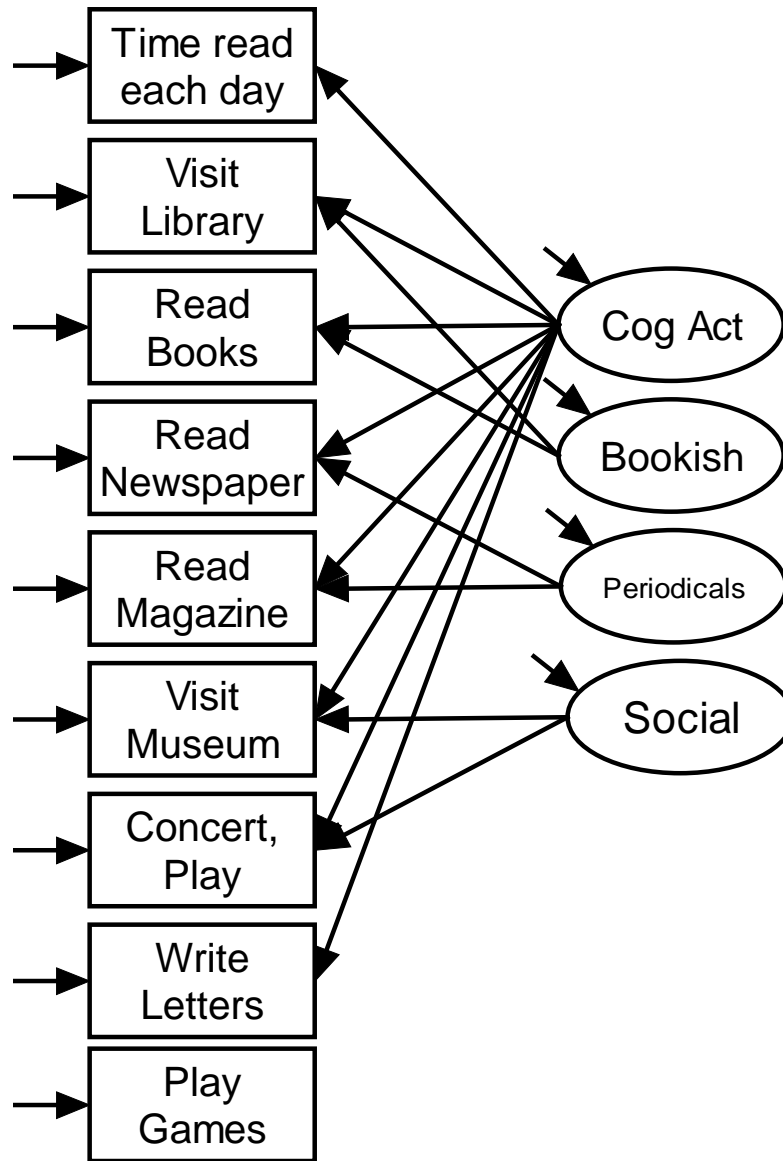 Time read
each day
Visit
Library
Read
Books
Read
Newspaper
Read
Magazine
Visit
Museum
Concert,
Play
Write
Letters
Play
Games
Cog Act
Bookish
Periodicals
Social